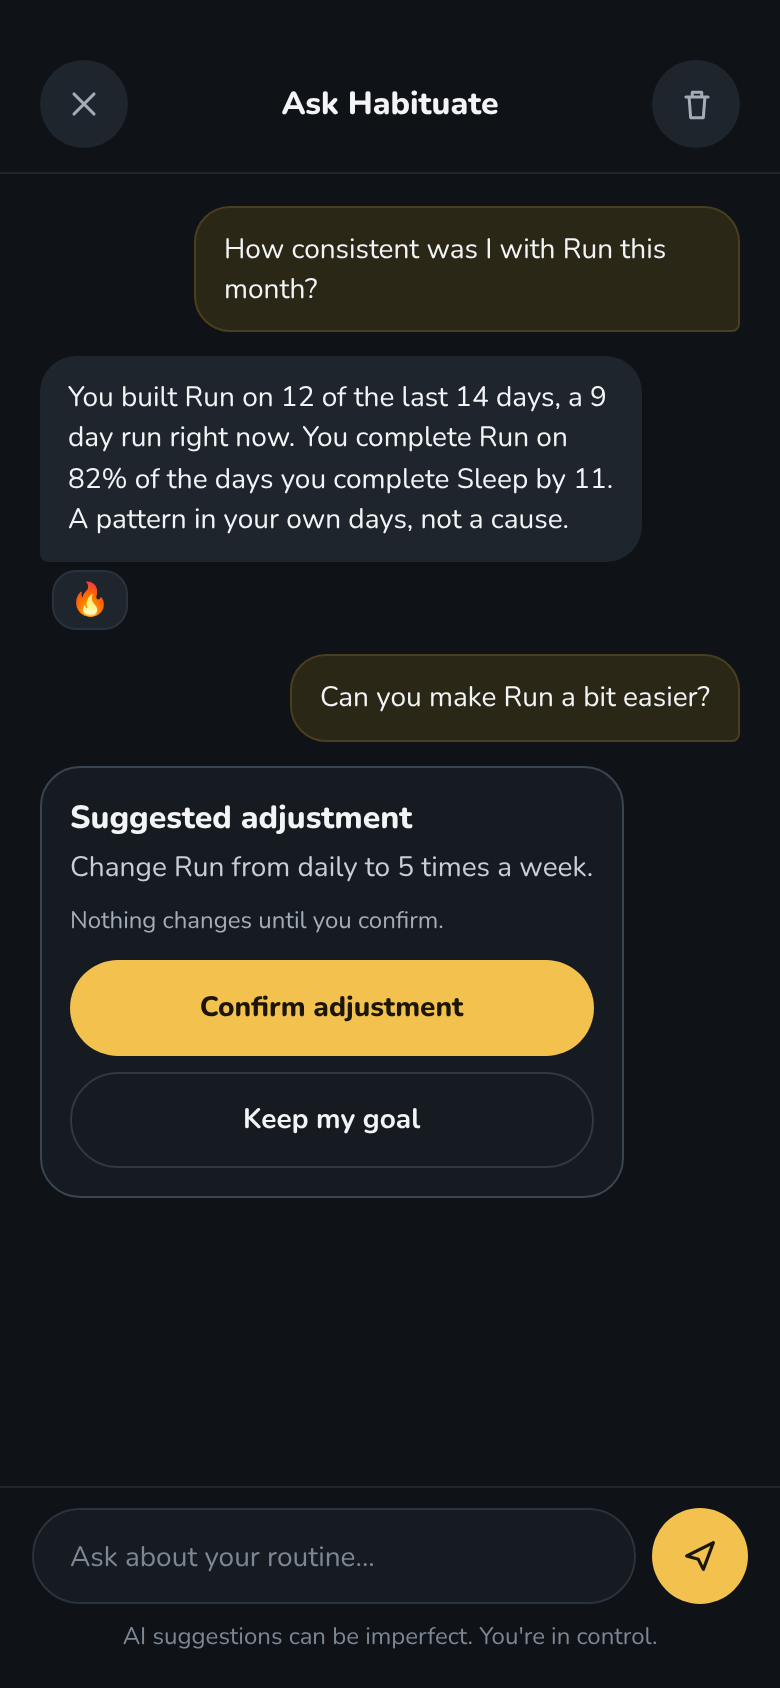 Ask Habituate
How consistent was I with Run this
month?
You built Run on 12 of the last 14 days, a 9
day run right now. You complete Run on
82% of the days you complete Sleep by 11.
A pattern in your own days, not a cause.
🔥
Can you make Run a bit easier?
Suggested adjustment
Change Run from daily to 5 times a week.
Nothing changes until you confirm.
Confirm adjustment
Keep my goal
Ask about your routine...
AI suggestions can be imperfect. You're in control.